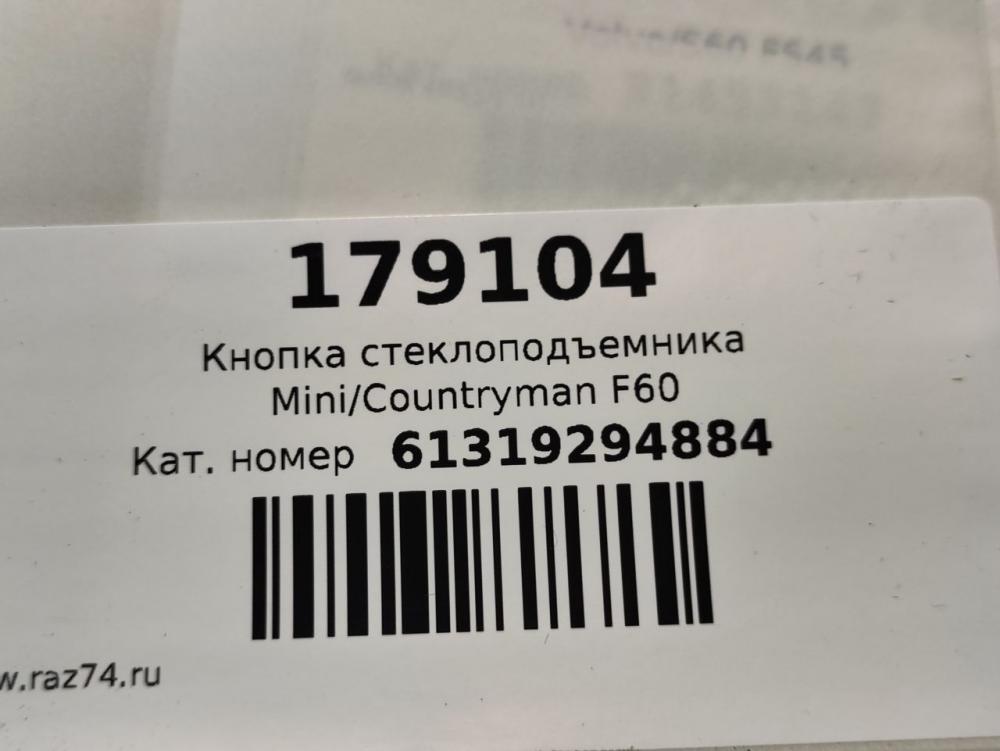 179104
Кнопка стеклоподъемника
Mini/Countryman F60
Кат. номер 61319294884
w.raz74.ru